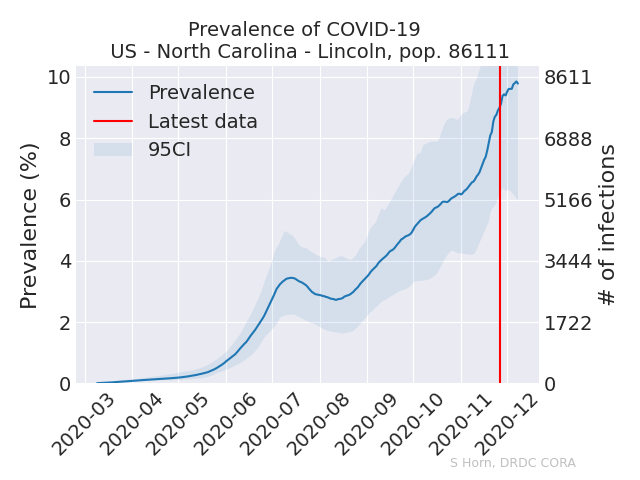 Prevalence of COVID-19
US - North Carolina - Lincoln, pop. 86111
Prevalence
Latest data
95CI
Prevalence (%)
10
8
6
4
2
0
8611
6888
5166
3444
1722
0
# of infections
2020-03
2020-04
2020-05
2020-06
2020-07
2020-08
2020-09
2020-10
2020-11
2020-12
S Horn, DRDC CORA